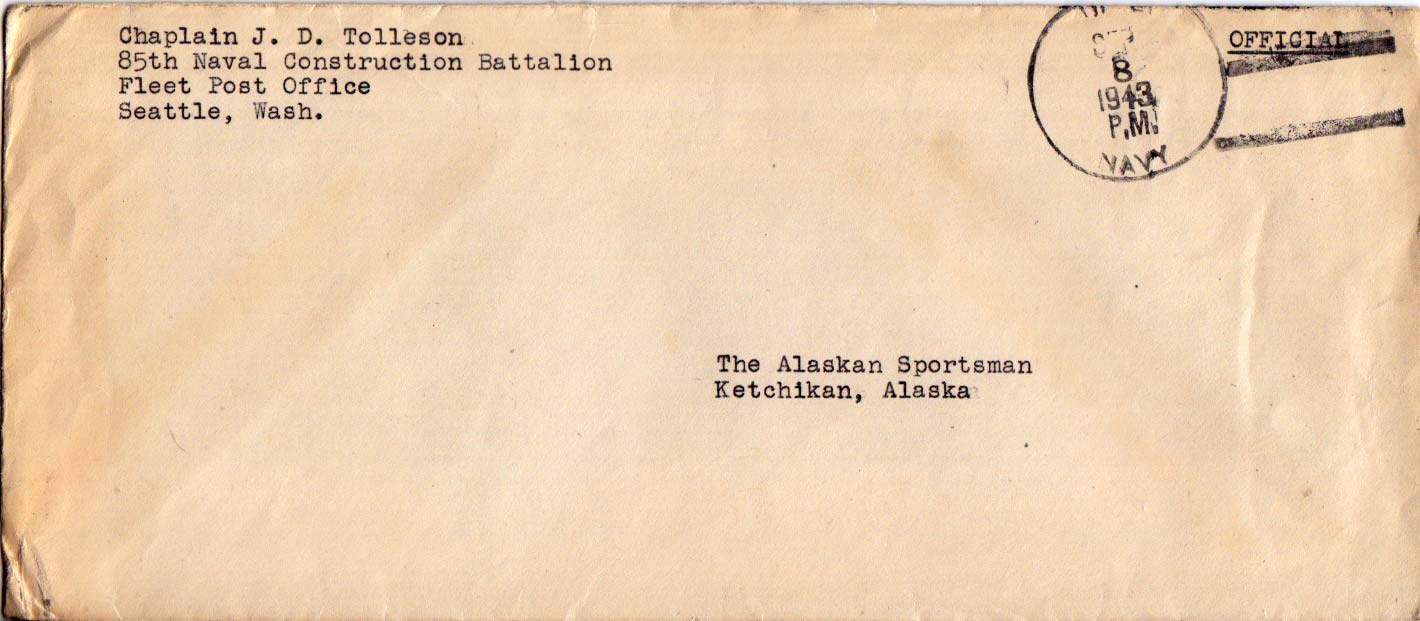 Chaplain J. D. Tolleson
85th Naval Construction Battalion
Fleet Post Office
Seattle, Wash.
8
1943
P.M.
NAVY
OFFICIAL
The Alaskan Sportsman
Ketchikan, Alaska